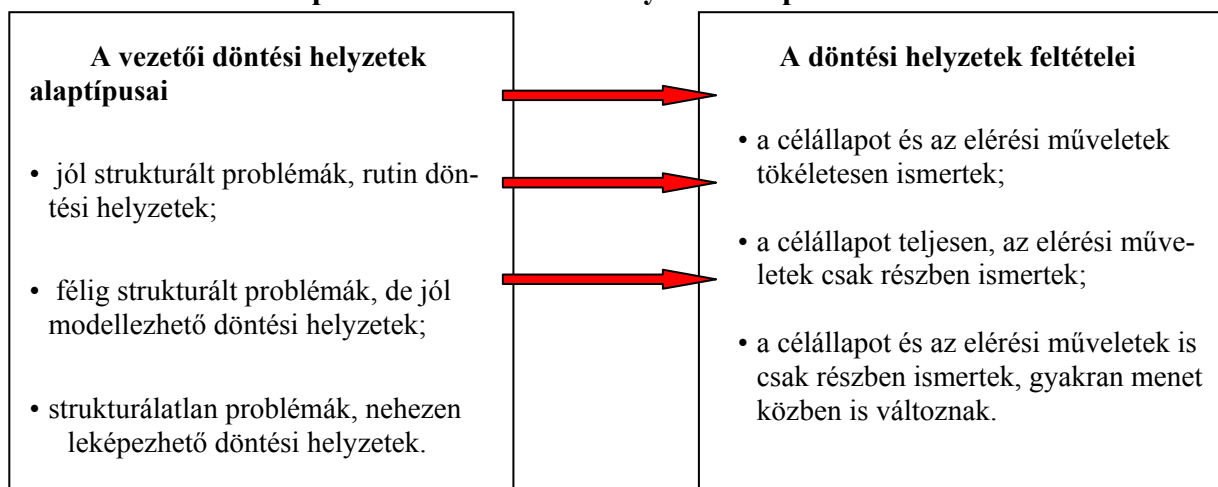 A vezetői döntési helyzetek
alaptípusai
• jól strukturált problémák, rutin dön-
tési helyzetek;
• félig strukturált problémák, de jól
modellezhető döntési helyzetek;
• strukturálatlan problémák, nehezen
leképezhető döntési helyzetek.
A döntési helyzetek feltételei
• a célállapot és az elérési műveletek
tökéletesen ismertek;
• a célállapot teljesen, az elérési műve-
letek csak részben ismertek;
• a célállapot és az elérési műveletek is
csak részben ismertek, gyakran menet
közben is változnak.